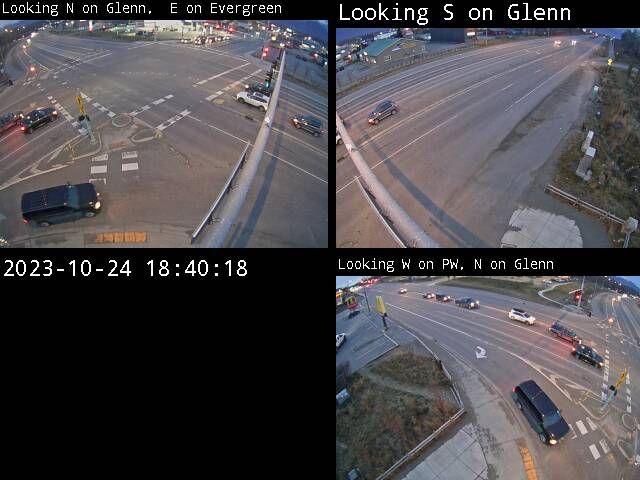 Looking N on Glenn,  E on Evergreen
Looking S on Glenn
2023-10-24 18:40:18
Looking W on PW, N on Glenn